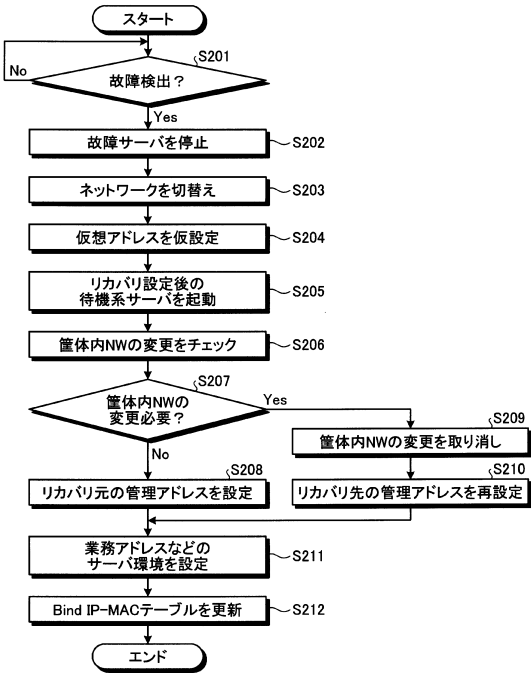 スタート
S201
故障検出？
No
Yes
故障サーバを停止
S202
ネットワークを切替え
S203
仮想アドレスを仮設定
S204
リカバリ設定後の
待機系サーバを起動
S205
筐体内NWの変更をチェック
S206
S207
筐体内NWの
変更必要？
Yes
No
S209
筐体内NWの変更を取り消し
S208
リカバリ元の管理アドレスを設定
S210
リカバリ先の管理アドレスを再設定
業務アドレスなどの
サーバ環境を設定
S211
Bind IP-MACテーブルを更新
S212
エンド